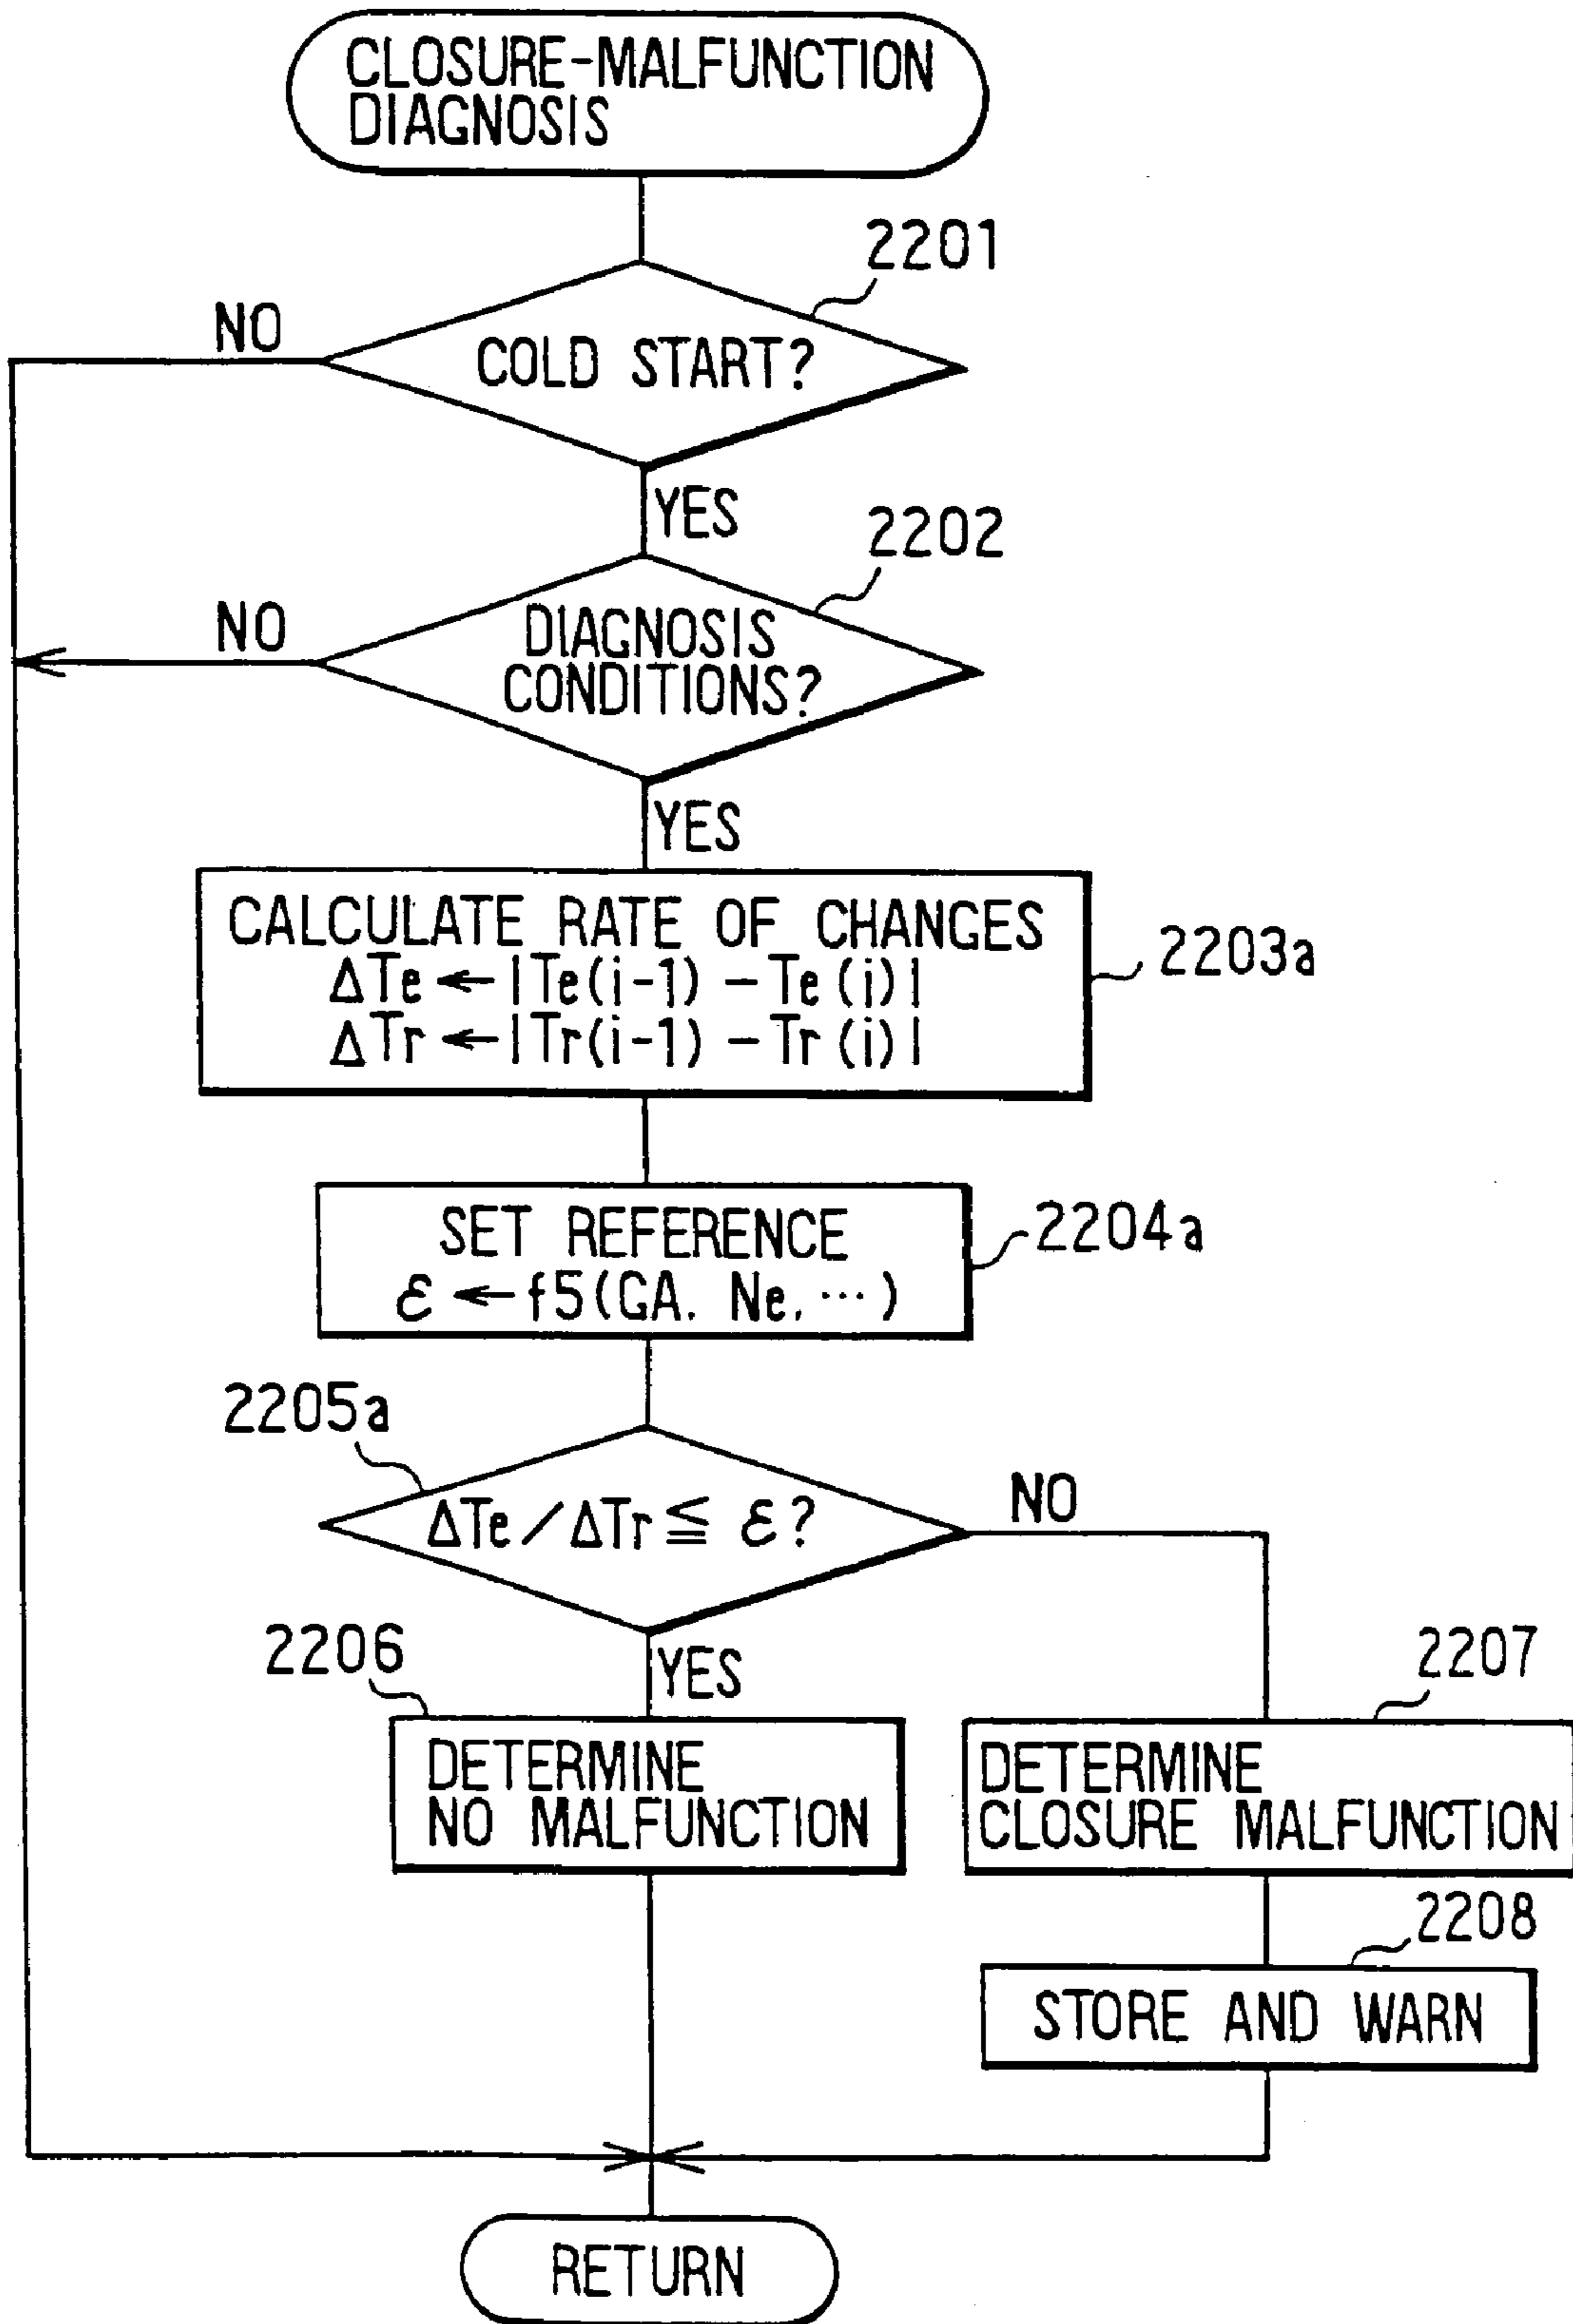 CLOSURE-MALFUNCTION
DIAGNOSIS
2201
NO
COLD START?
YES
2202
NO
DIAGNOSIS
CONDITIONS?
YES
CALCULATE RATE OF CHANGES
ΔTe ← |Te(i-1) - Te(i)|
ΔTr ← |Tr(i-1) - Tr(i)|
2203a
SET REFERENCE
ε ← f5(GA. Ne. ⋯)
2204a
2205a
ΔTe/ΔTr ≦ ε?
NO
2206
YES
2207
DETERMINE
NO MALFUNCTION
DETERMINE
CLOSURE MALFUNCTION
2208
STORE AND WARN
RETURN